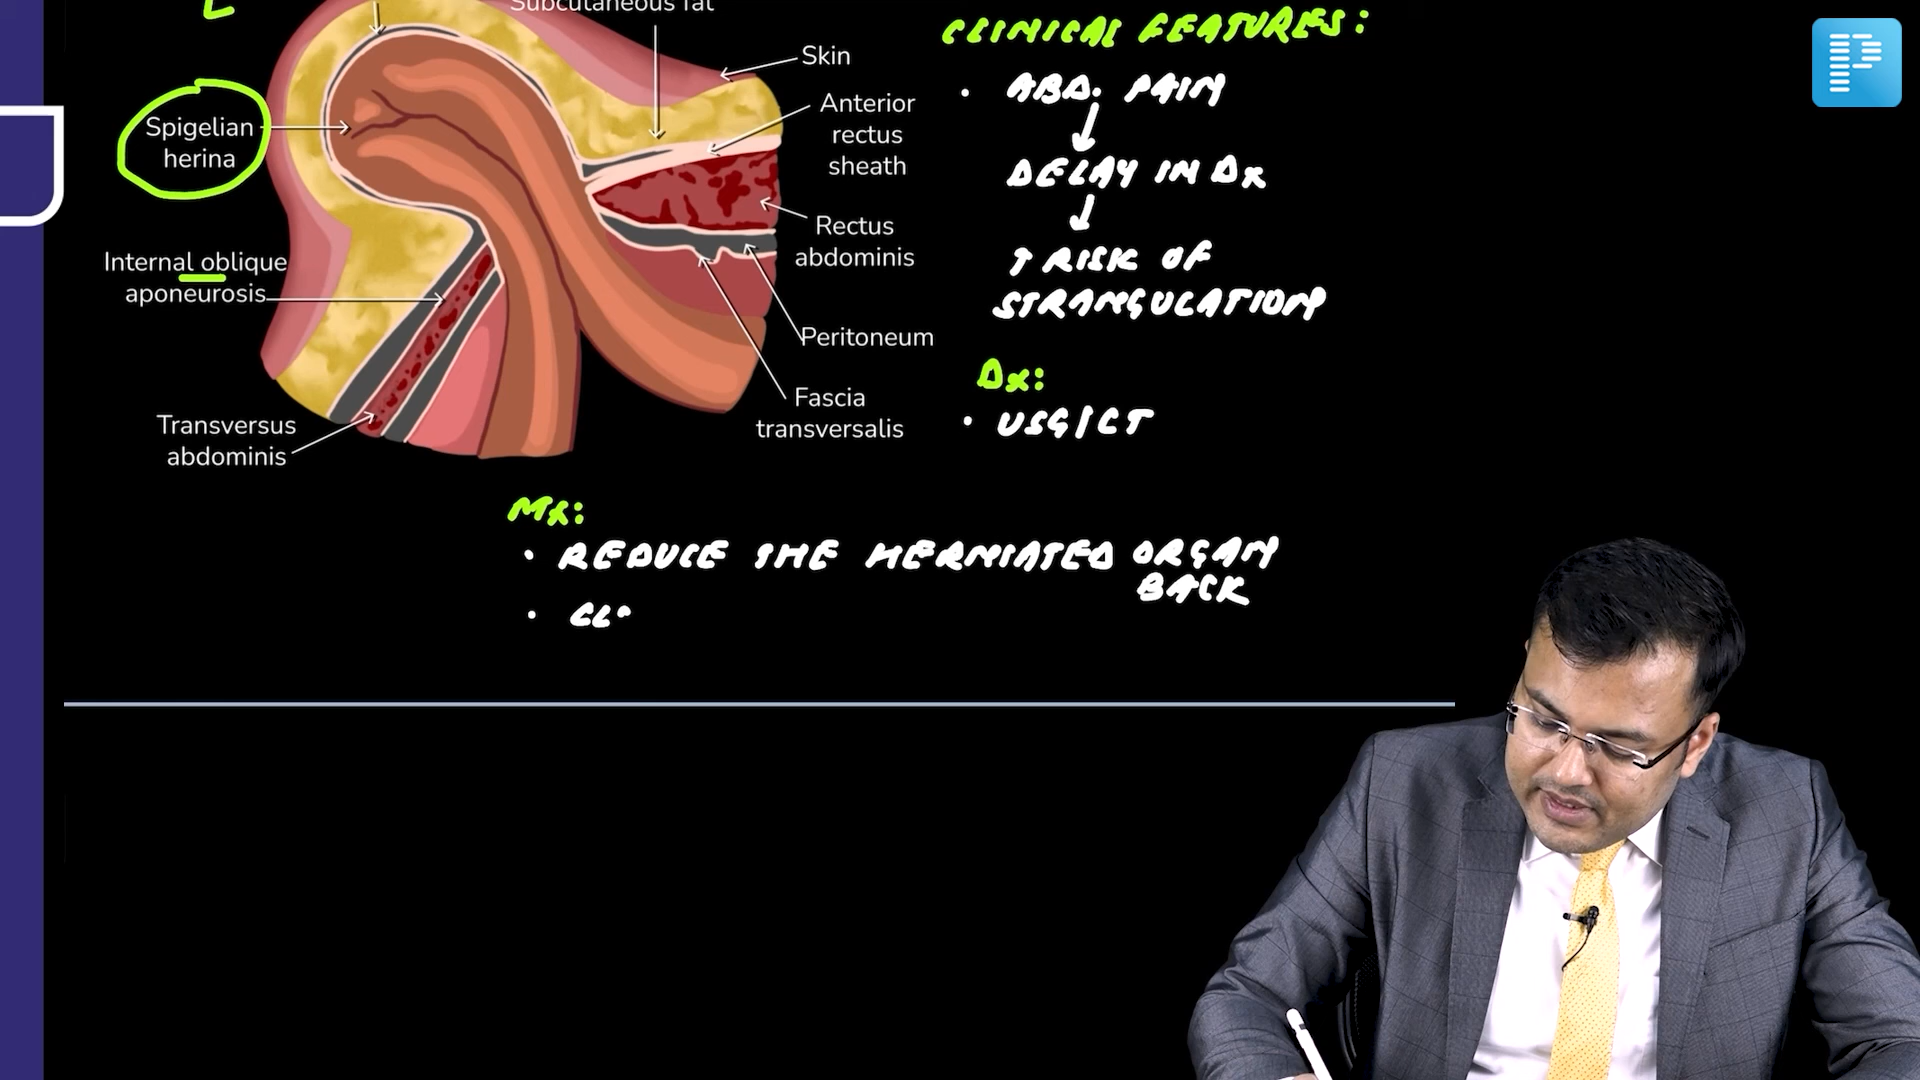 Subcutaneous fat
Skin
Anterior
rectus
sheath
Spigelian
herina
Rectus
abdominis
Internal oblique
aponeurosis
Peritoneum
Fascia
transversalis
Transversus
abdominis
CLINICAL FEATURES:
• ABD. PAIN
↓
DELAY IN Dx
↓
↑ RISK OF
STRANGULATION
Dx:
• USG/CT
Mx:
• REDUCE THE HERNIATED ORGAN
BACK
• CL